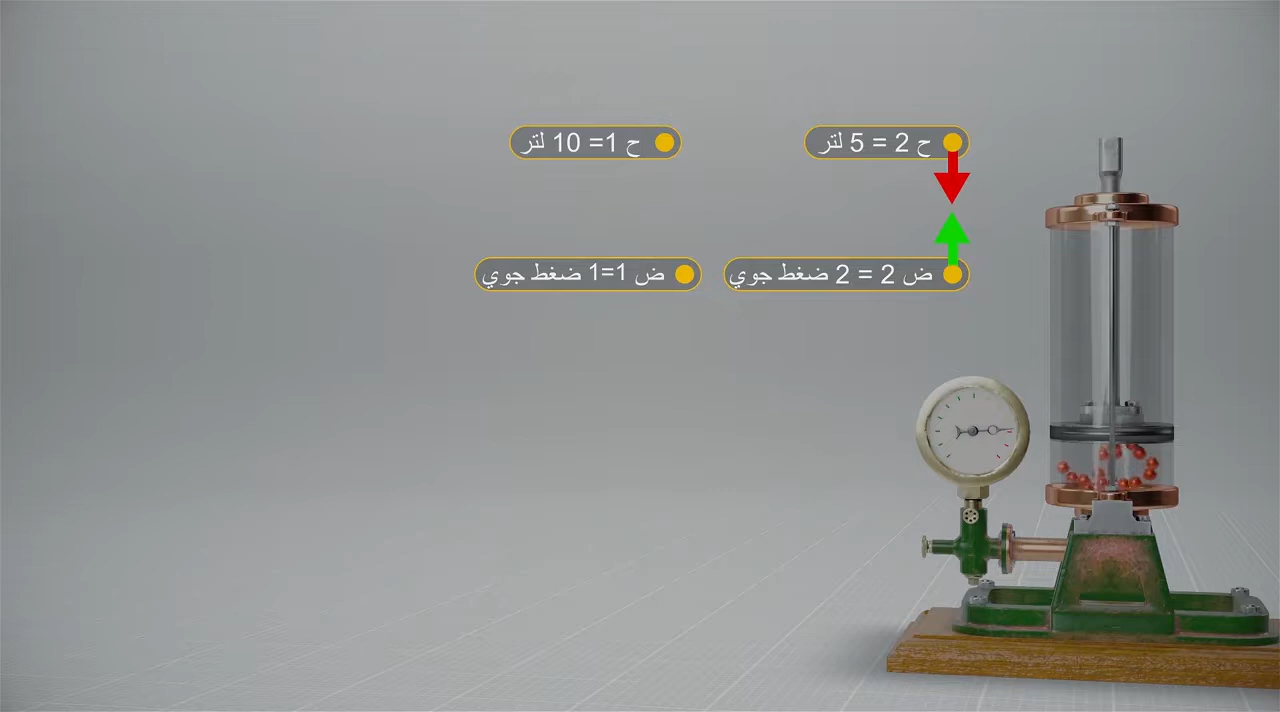 ح 2 = 5 لتر
ح 1= 10 لتر
ض 2 = 2 ضغط جوي
ض 1=1 ضغط جوي